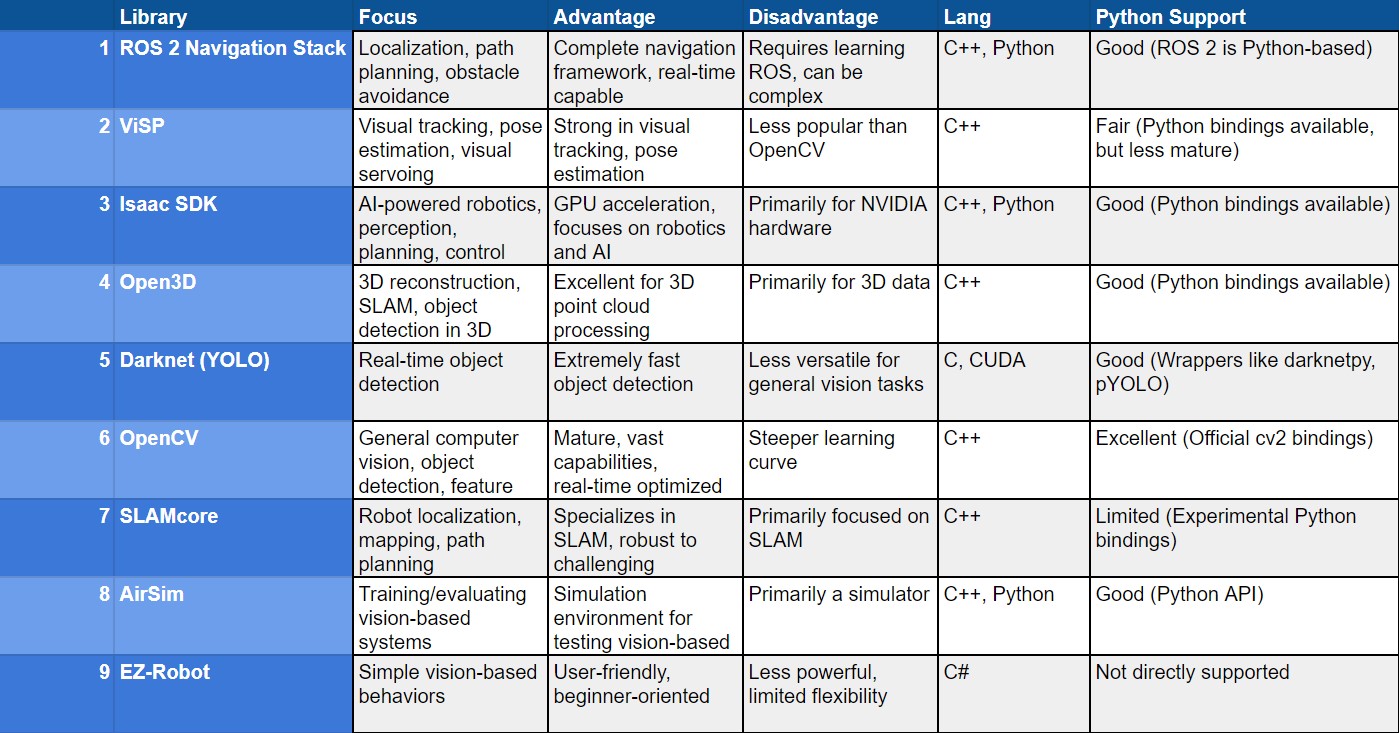 Library Focus Advantage Disadvantage Lang Python Support
1 ROS 2 Navigation Stack
Localization, path
planning, obstacle
avoidance
Complete navigation
framework, real-time
capable
Requires learning
ROS, can be
complex
C++, Python
Good (ROS 2 is Python-based)
2 ViSP
Visual tracking, pose
estimation, visual
servoing
Strong in visual
tracking, pose
estimation
Less popular than
OpenCV
C++
Fair (Python bindings available,
but less mature)
3 Isaac SDK
AI-powered robotics,
perception,
planning, control
GPU acceleration,
focuses on robotics
and AI
Primarily for NVIDIA
hardware
C++, Python
Good (Python bindings available)
4 Open3D
3D reconstruction,
SLAM, object
detection in 3D
Excellent for 3D
point cloud
processing
Primarily for 3D data
C++
Good (Python bindings available)
5 Darknet (YOLO)
Real-time object
detection
Extremely fast
object detection
Less versatile for
general vision tasks
C, CUDA
Good (Wrappers like darknetpy,
pYOLO)
6 OpenCV
General computer
vision, object
detection, feature
Mature, vast
capabilities,
real-time optimized
Steeper learning
curve
C++
Excellent (Official cv2 bindings)
7 SLAMcore
Robot localization,
mapping, path
planning
Specializes in
SLAM, robust to
challenging
Primarily focused on
SLAM
C++
Limited (Experimental Python
bindings)
8 AirSim
Training/evaluating
vision-based
systems
Simulation
environment for
testing vision-based
Primarily a simulator
C++, Python
Good (Python API)
9 EZ-Robot
Simple vision-based
behaviors
User-friendly,
beginner-oriented
Less powerful,
limited flexibility
C#
Not directly supported